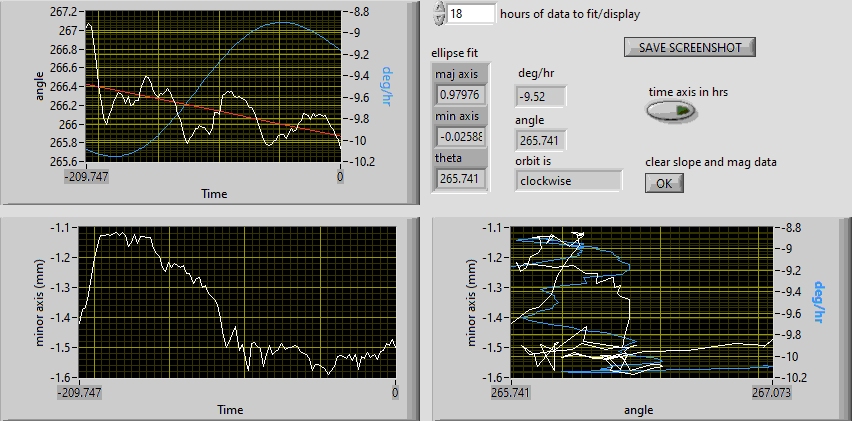 267.2
267
266.8
266.6
266.4
266.2
266
265.8
265.6
angle
-8.8
-9
-9.2
-9.4
-9.6
-9.8
-10
-10.2
deg/hr
-209.747
0
Time
18
hours of data to fit/display
SAVE SCREENSHOT
ellipse fit
maj axis
0.97976
min axis
-0.02588
theta
265.741
deg/hr
-9.52
angle
265.741
orbit is
clockwise
time axis in hrs
clear slope and mag data
OK
-1.1
-1.2
-1.3
-1.4
-1.5
-1.6
minor axis (mm)
-209.747
0
Time
-1.1
-1.2
-1.3
-1.4
-1.5
-1.6
minor axis (mm)
-8.8
-9
-9.2
-9.4
-9.6
-9.8
-10
-10.2
deg/hr
265.741
267.073
angle